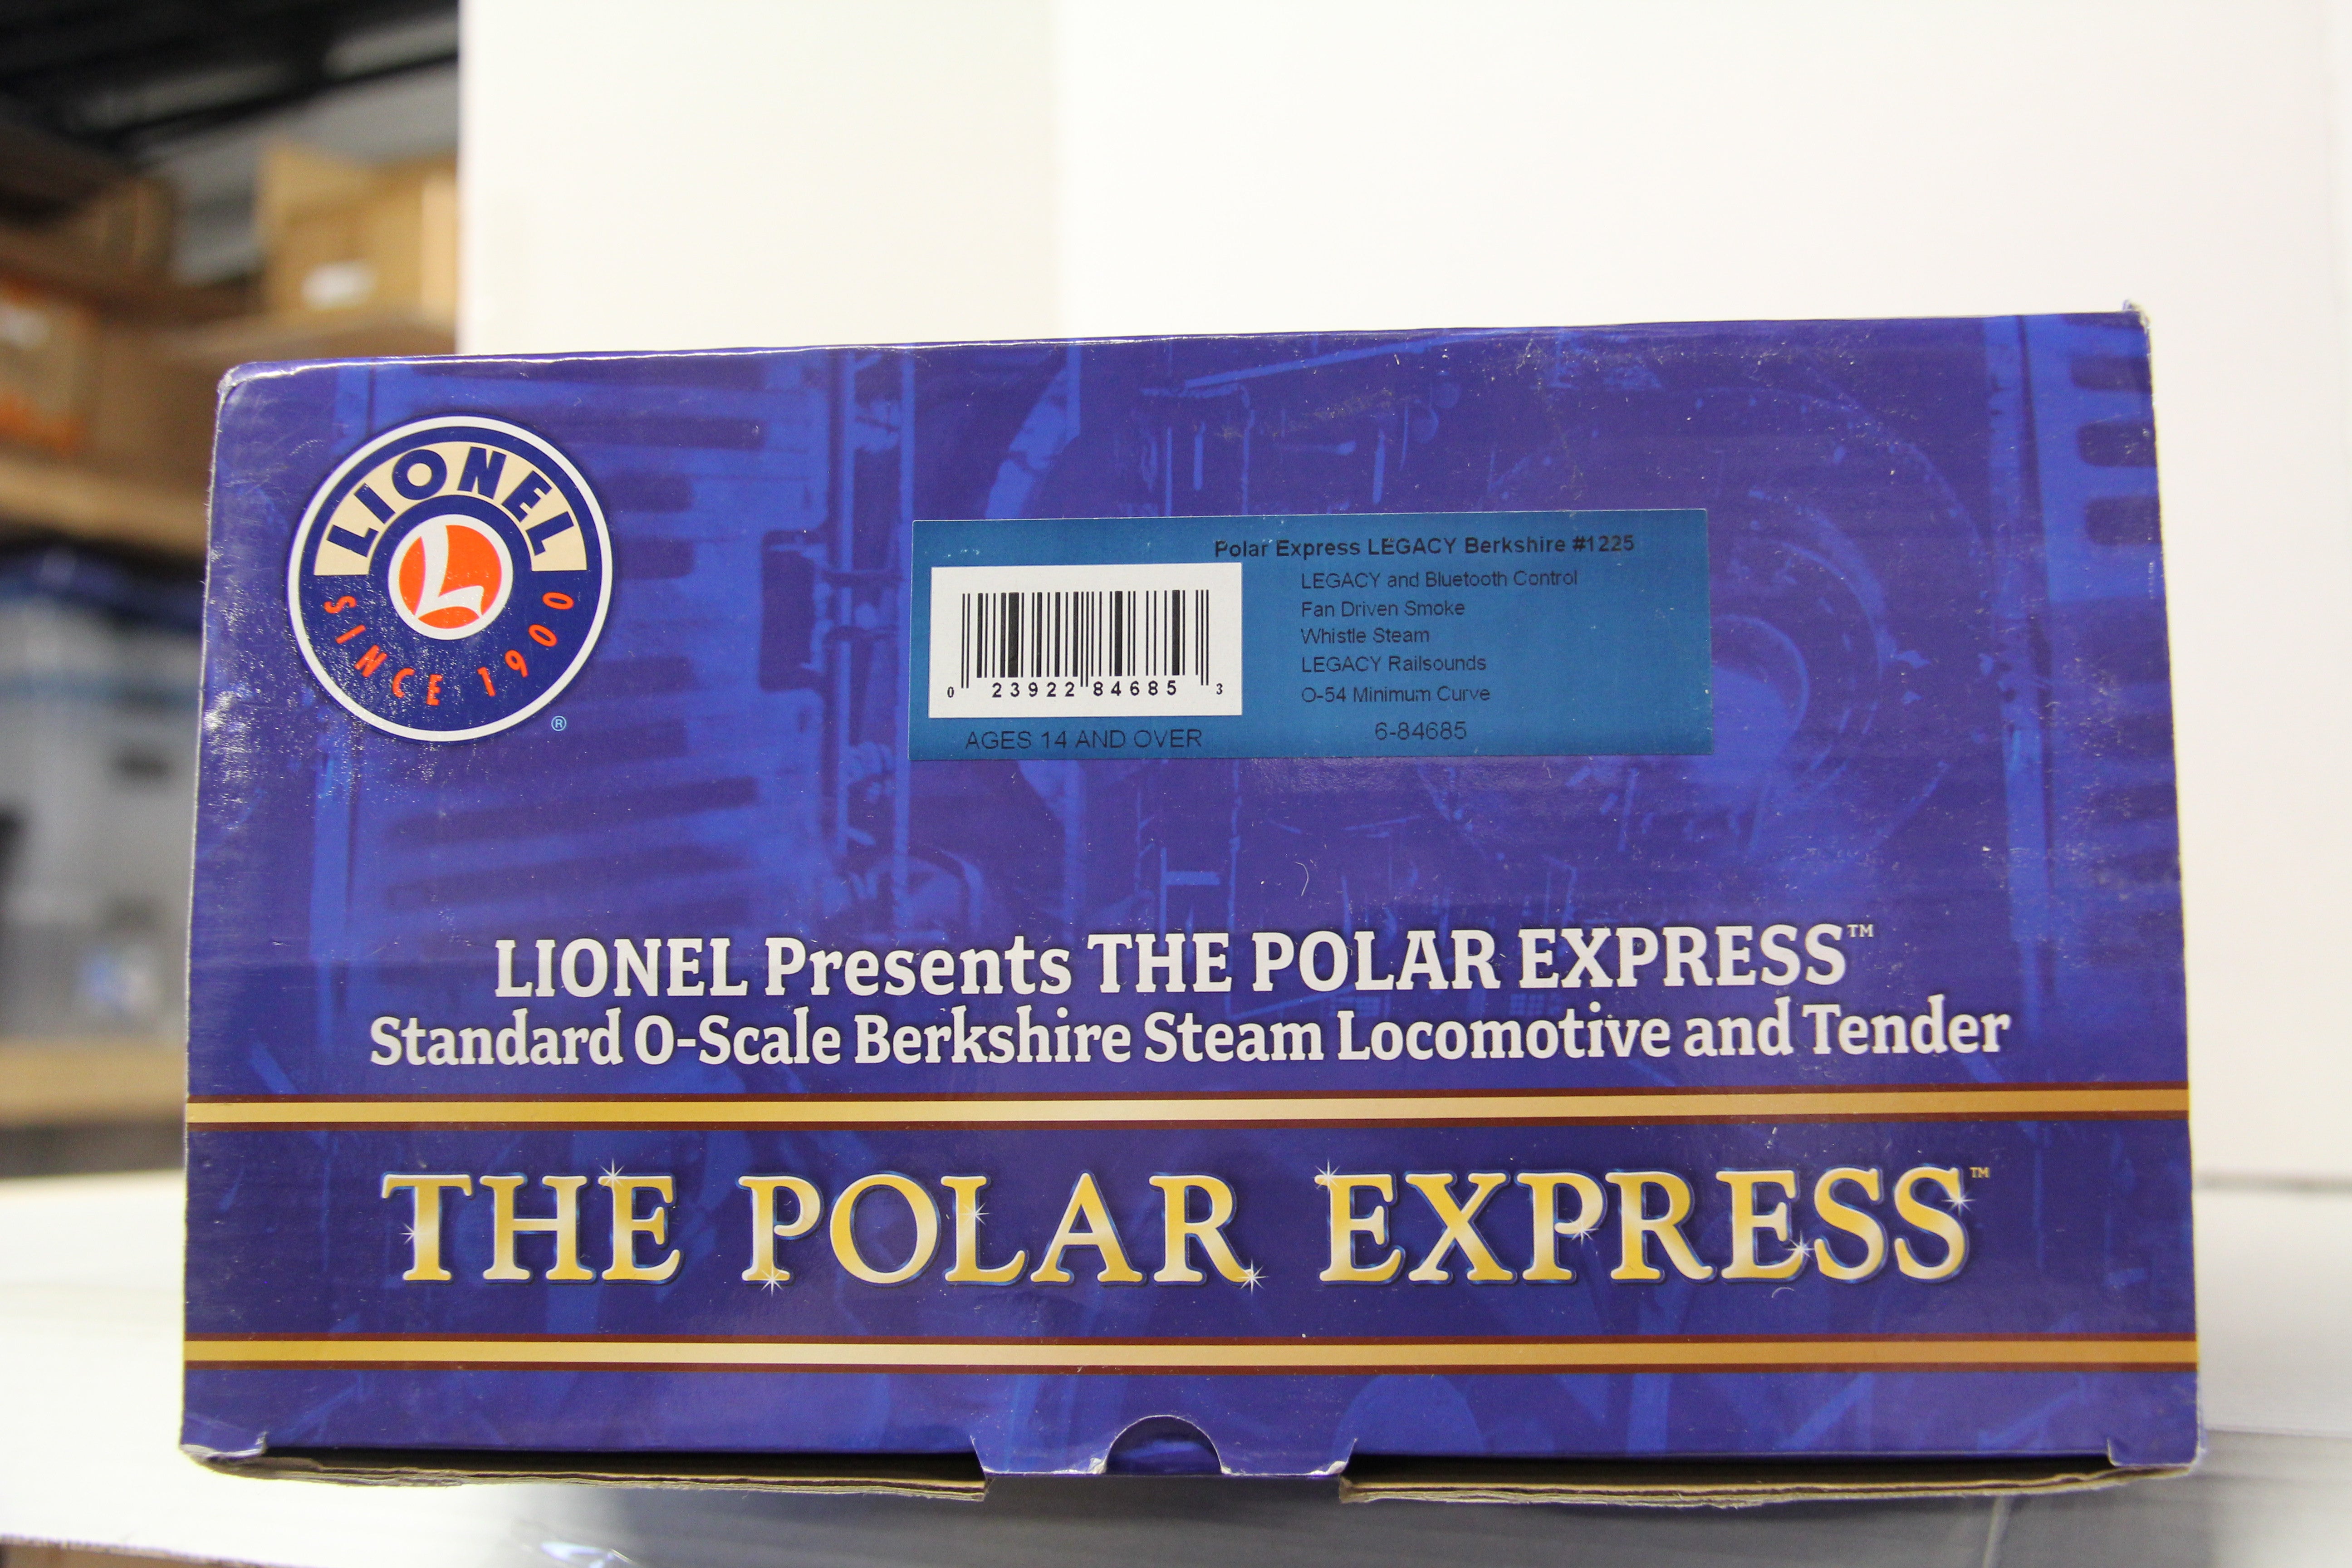 LIONEL
L
SINCE 1900
®
Polar Express LEGACY Berkshire #1225
LEGACY and Bluetooth Control
Fan Driven Smoke
Whistle Steam
LEGACY Railsounds
O-54 Minimum Curve
6-84685
0 23922 84685 3
AGES 14 AND OVER
LIONEL Presents THE POLAR EXPRESS™
Standard O-Scale Berkshire Steam Locomotive and Tender
THE POLAR EXPRESS™